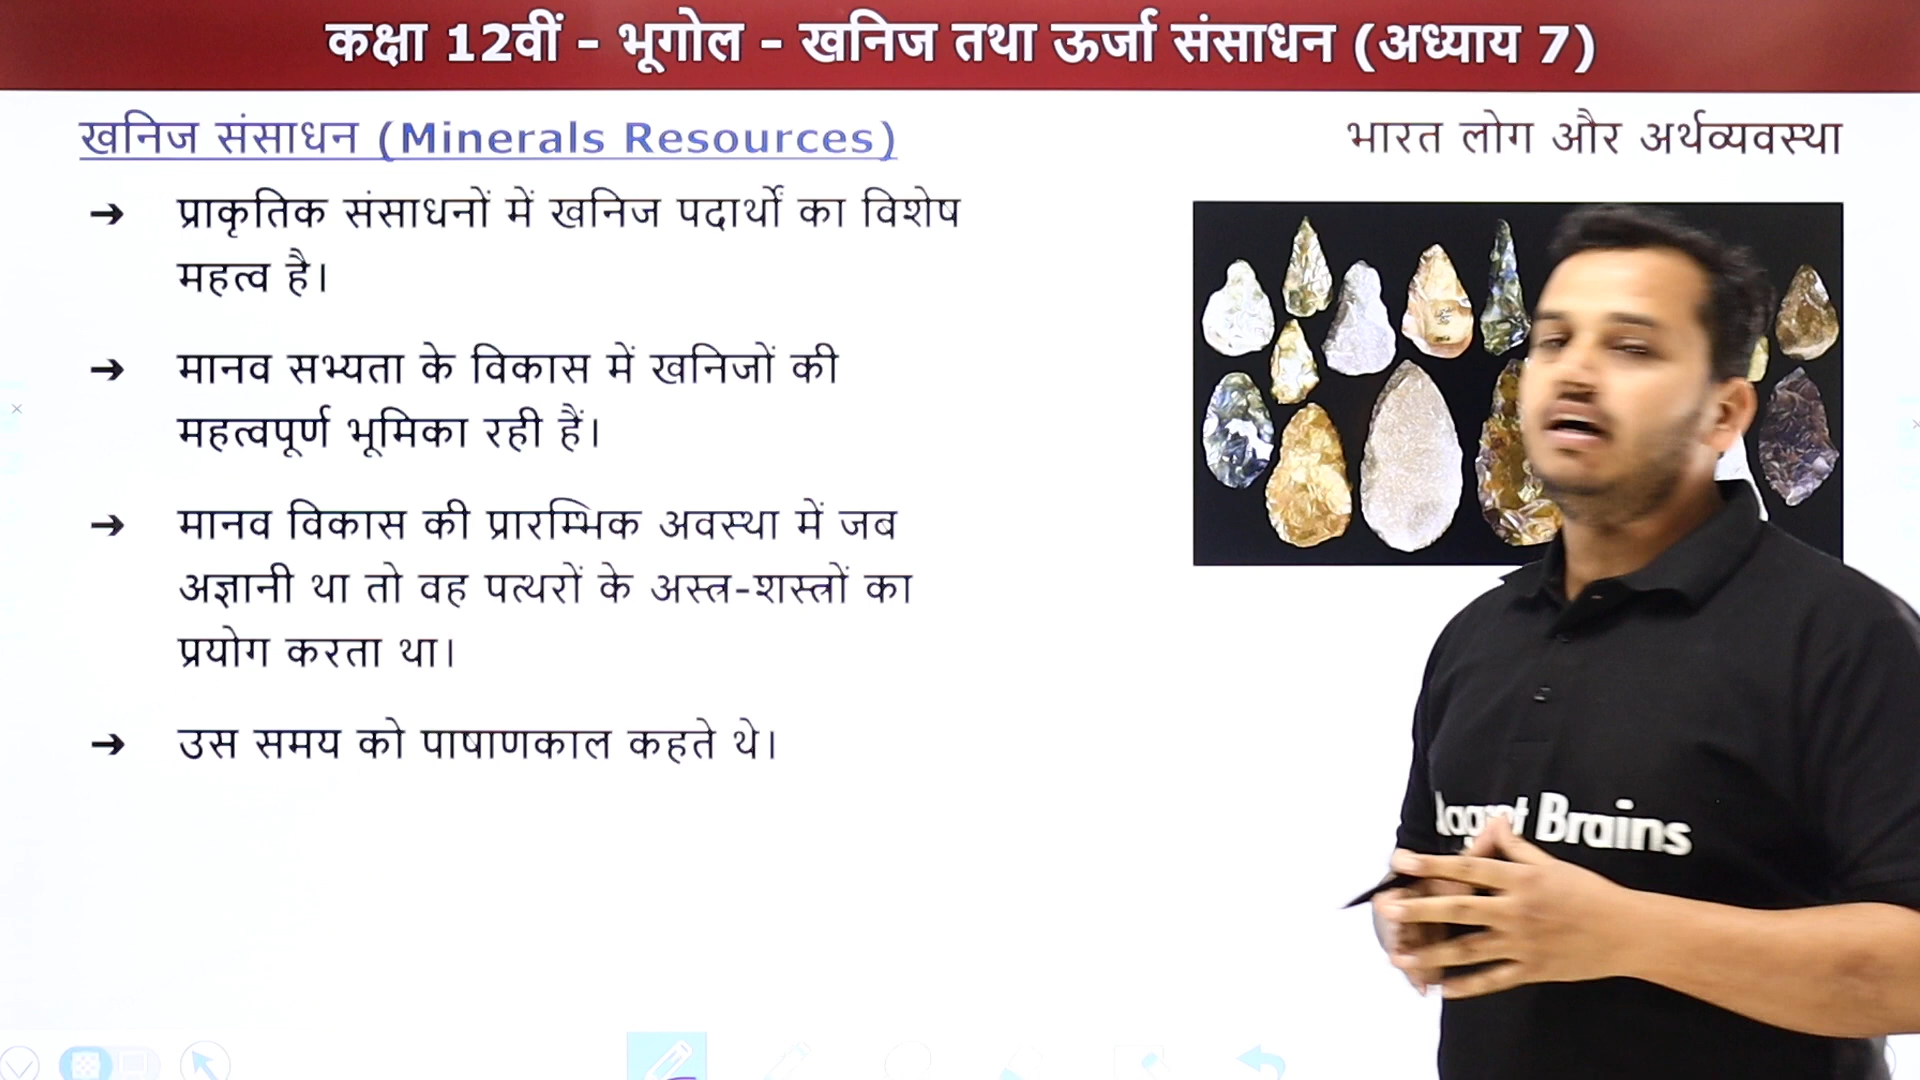 कक्षा 12वीं - भूगोल - खनिज तथा ऊर्जा संसाधन (अध्याय 7)
खनिज संसाधन (Minerals Resources)
भारत लोग और अर्थव्यवस्था
➔ प्राकृतिक संसाधनों में खनिज पदार्थों का विशेष
महत्व है।
➔ मानव सभ्यता के विकास में खनिजों की
महत्वपूर्ण भूमिका रही हैं।
➔ मानव विकास की प्रारम्भिक अवस्था में जब
अज्ञानी था तो वह पत्थरों के अस्त्र-शस्त्रों का
प्रयोग करता था।
➔ उस समय को पाषाणकाल कहते थे।
Brains